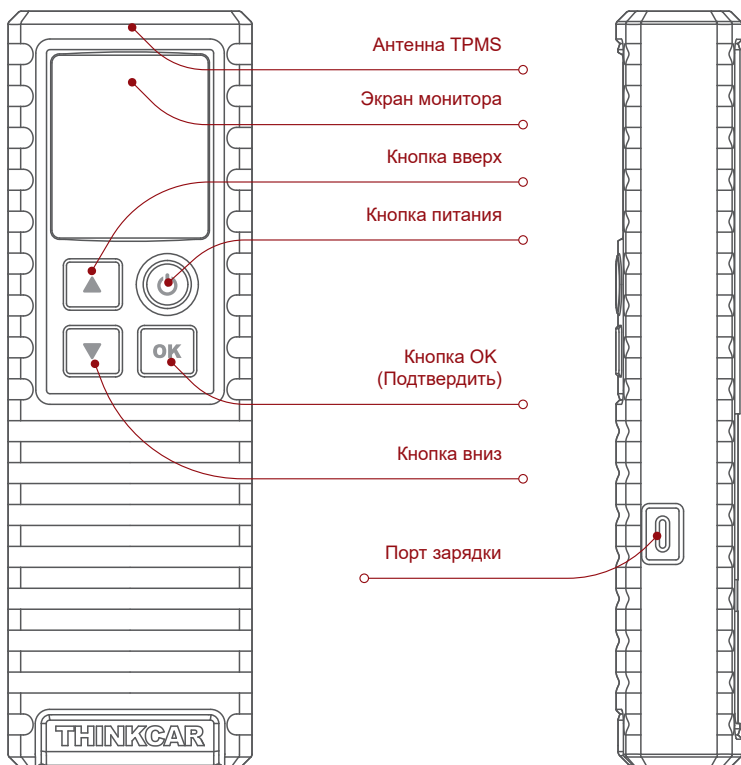 Антенна TPMS
Экран монитора
Кнопка вверх
Кнопка питания
OK
Кнопка OK
(Подтвердить)
Кнопка вниз
Порт зарядки
THINKCAR